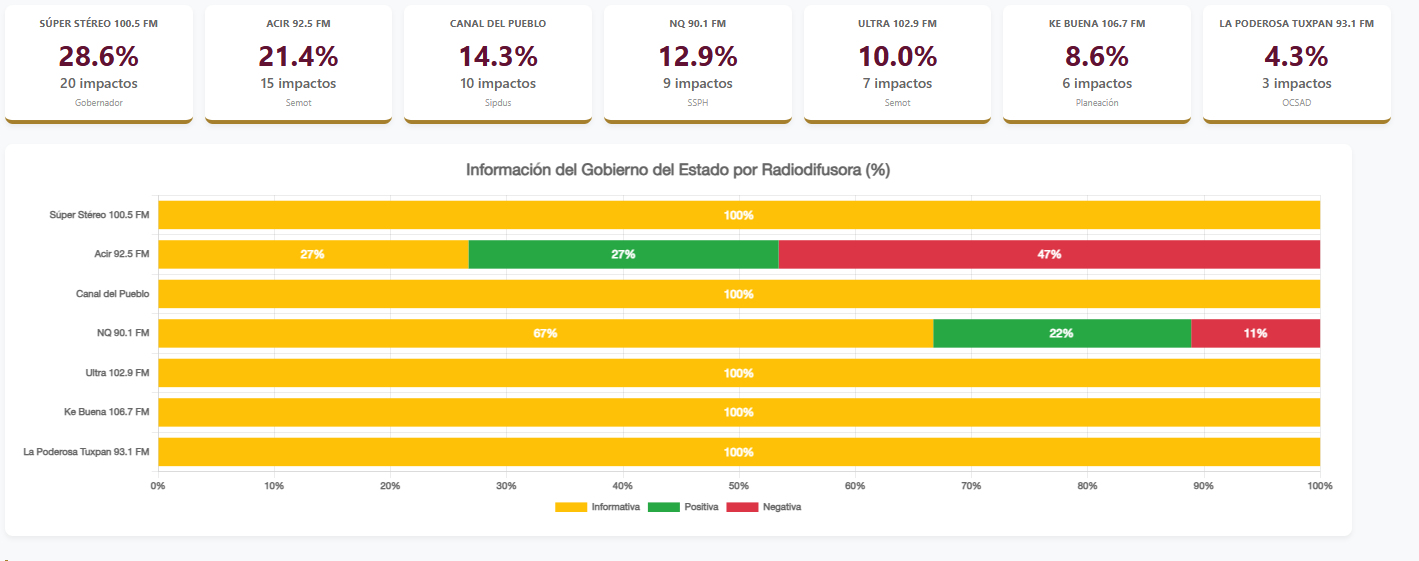 SÚPER STÉREO 100.5 FM
28.6%
20 impactos
Gobernador
ACIR 92.5 FM
21.4%
15 impactos
Semot
CANAL DEL PUEBLO
14.3%
10 impactos
Sipdus
NQ 90.1 FM
12.9%
9 impactos
SSPH
ULTRA 102.9 FM
10.0%
7 impactos
Semot
KE BUENA 106.7 FM
8.6%
6 impactos
Planeación
LA PODEROSA TUXPAN 93.1 FM
4.3%
3 impactos
OCSAD
Información del Gobierno del Estado por Radiodifusora (%)
Súper Stéreo 100.5 FM 100%
Acir 92.5 FM 27% 27% 47%
Canal del Pueblo 100%
NQ 90.1 FM 67% 22% 11%
Ultra 102.9 FM 100%
Ke Buena 106.7 FM 100%
La Poderosa Tuxpan 93.1 FM 100%
0% 10% 20% 30% 40% 50% 60% 70% 80% 90% 100%
Informativa Positiva Negativa